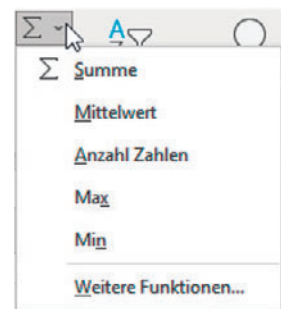 Σ
A
Σ Summe
Mittelwert
Anzahl Zahlen
Max
Min
Weitere Funktionen...